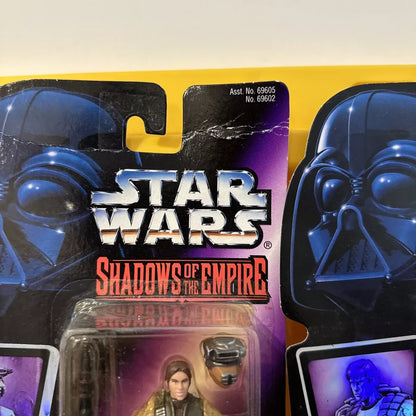 Asst. No. 69605
No. 69602
STAR
WARS®
SHADOWS OF THE EMPIRE